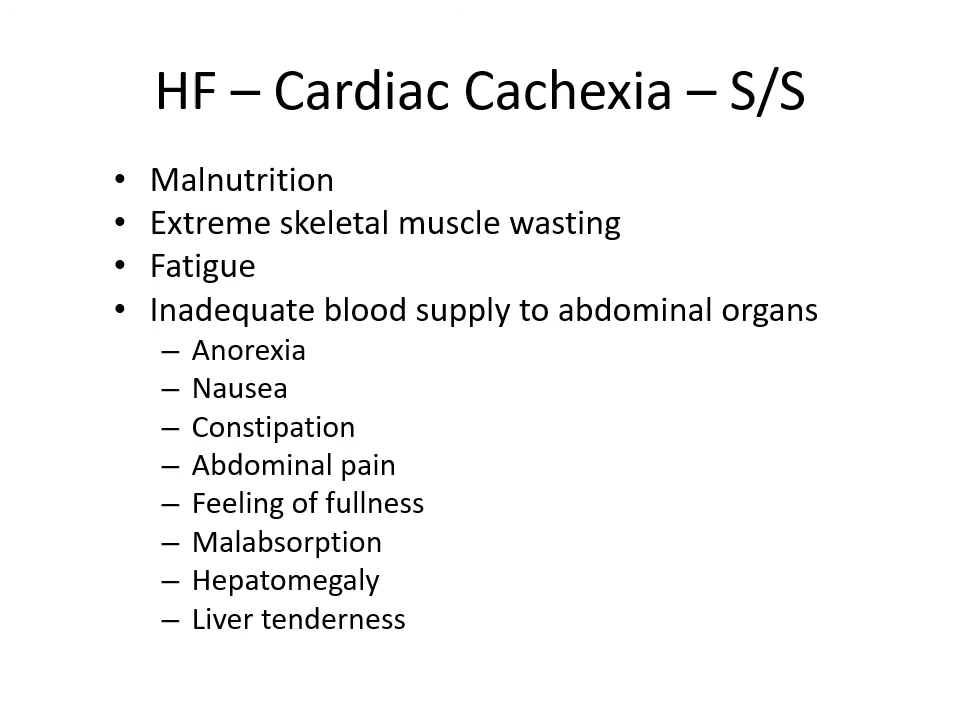 HF – Cardiac Cachexia – S/S
• Malnutrition
• Extreme skeletal muscle wasting
• Fatigue
• Inadequate blood supply to abdominal organs
– Anorexia
– Nausea
– Constipation
– Abdominal pain
– Feeling of fullness
– Malabsorption
– Hepatomegaly
– Liver tenderness